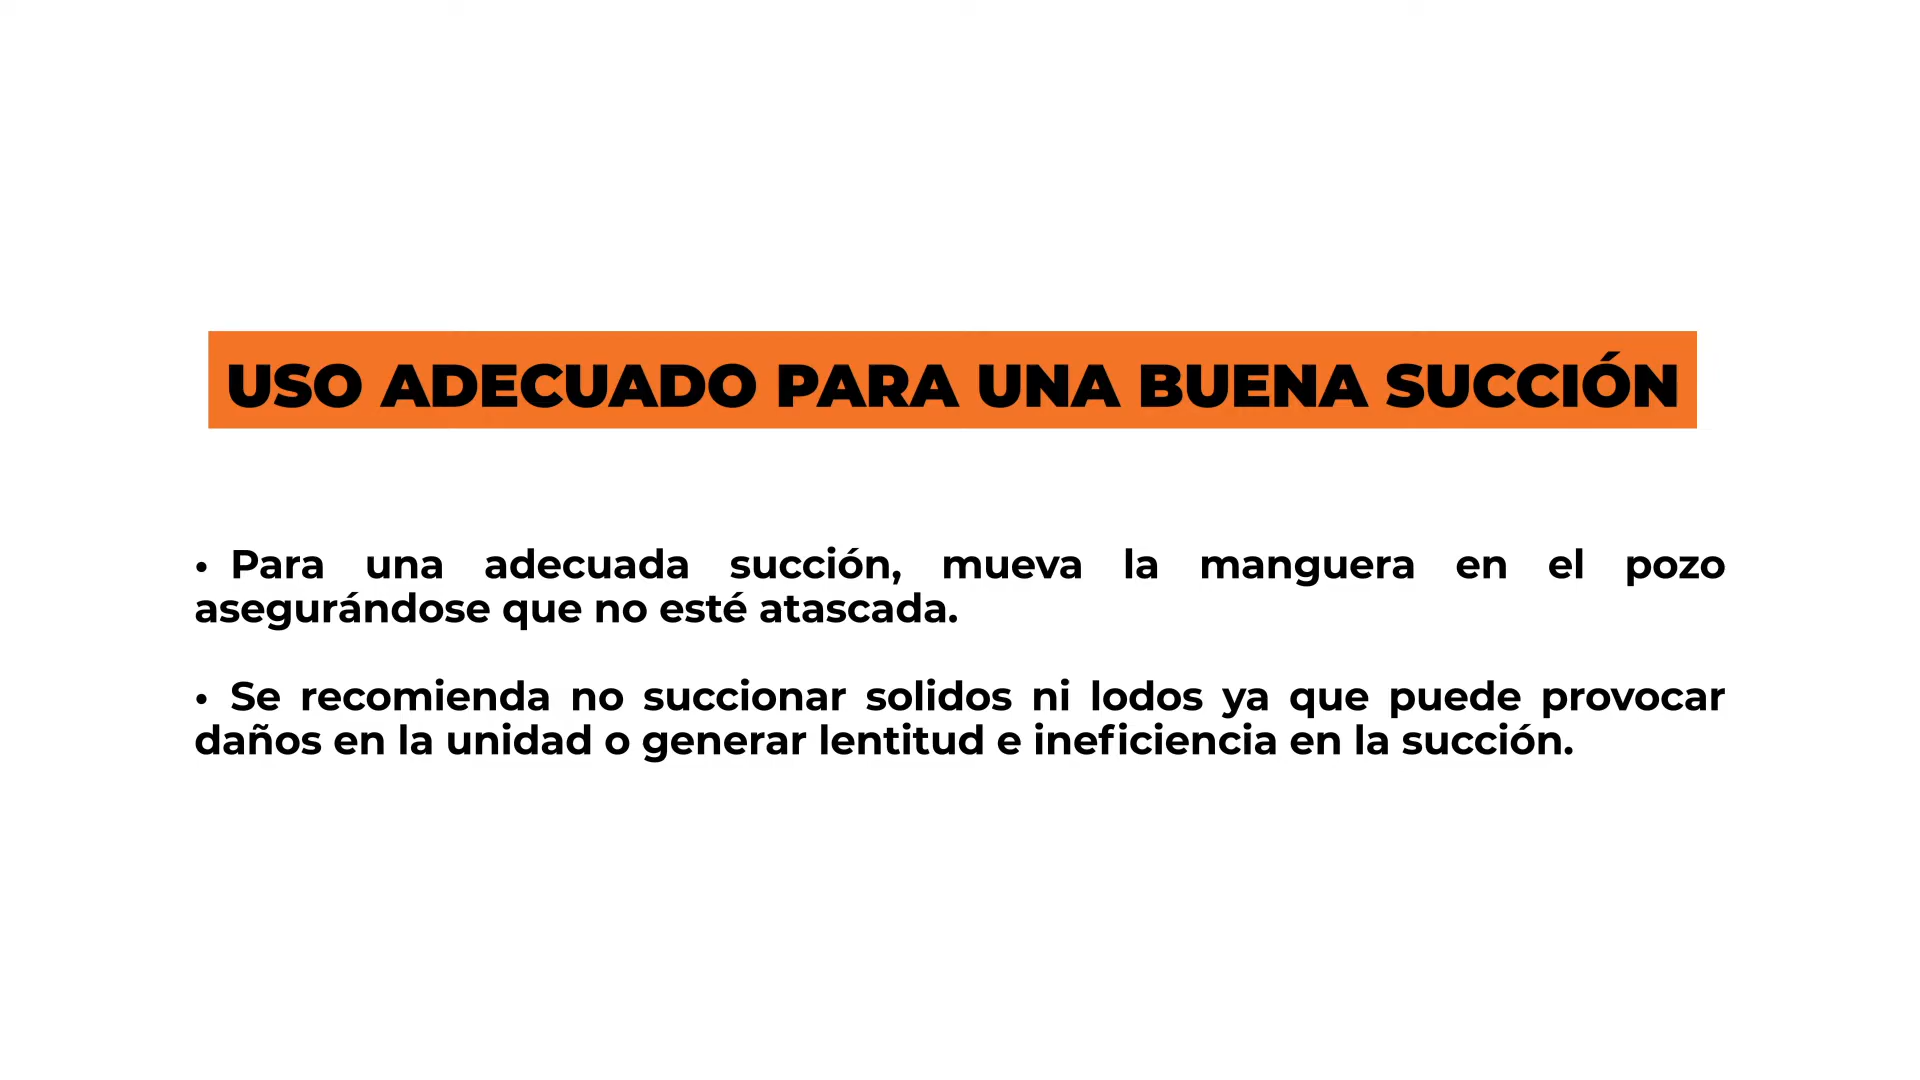 USO ADECUADO PARA UNA BUENA SUCCIÓN
• Para una adecuada succión, mueva la manguera en el pozo
asegurándose que no esté atascada.
• Se recomienda no succionar solidos ni lodos ya que puede provocar
daños en la unidad o generar lentitud e ineficiencia en la succión.